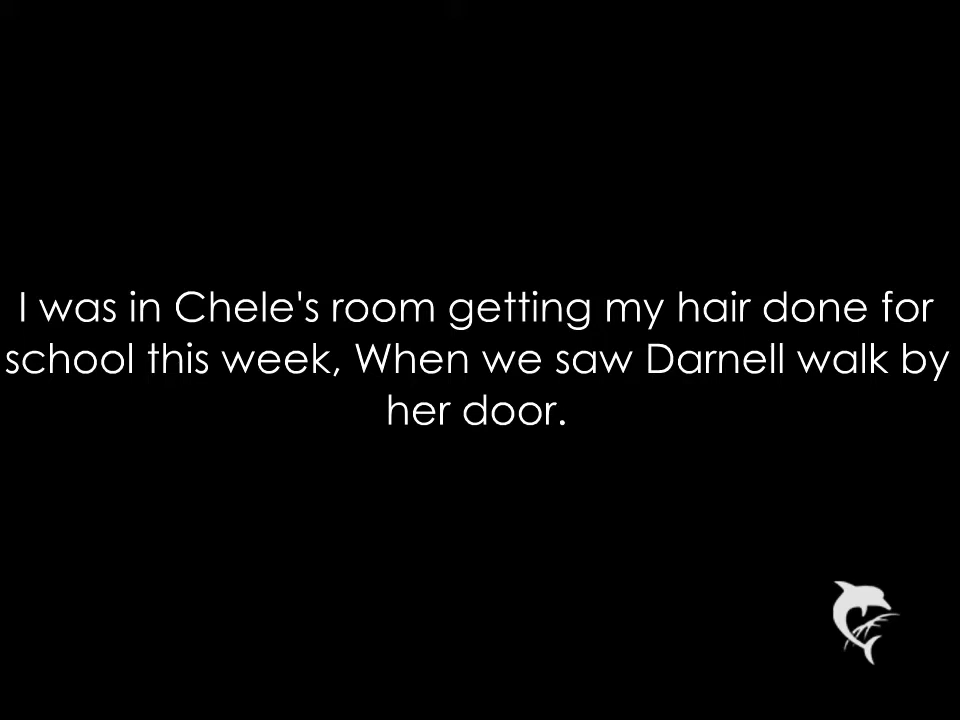 I was in Chele's room getting my hair done for
school this week, When we saw Darnell walk by
her door.